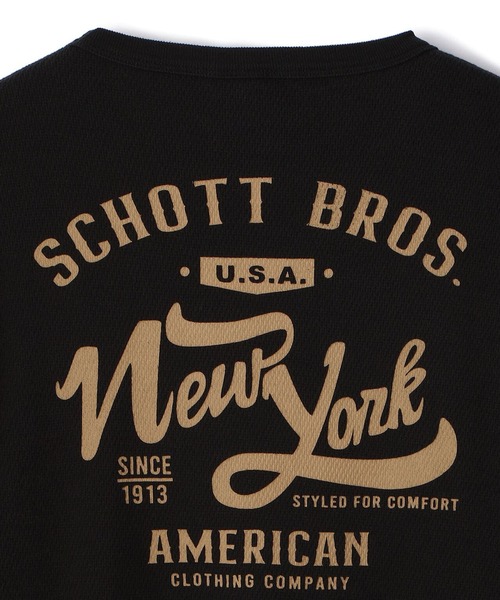 SCHOTT BROS.
• U.S.A. •
New York
SINCE
1913
STYLED FOR COMFORT
AMERICAN
CLOTHING COMPANY